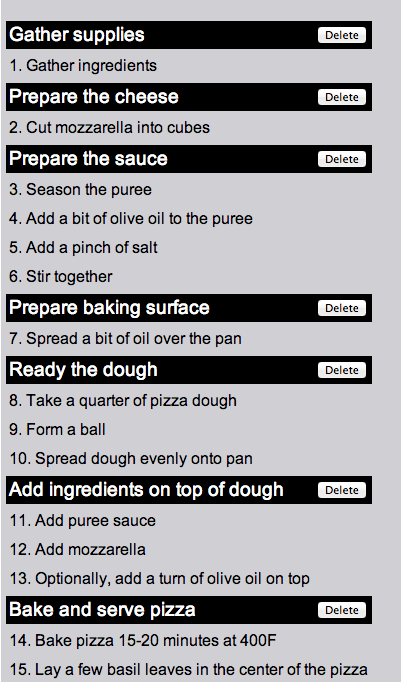 Gather supplies Delete
1. Gather ingredients
Prepare the cheese Delete
2. Cut mozzarella into cubes
Prepare the sauce Delete
3. Season the puree
4. Add a bit of olive oil to the puree
5. Add a pinch of salt
6. Stir together
Prepare baking surface Delete
7. Spread a bit of oil over the pan
Ready the dough Delete
8. Take a quarter of pizza dough
9. Form a ball
10. Spread dough evenly onto pan
Add ingredients on top of dough Delete
11. Add puree sauce
12. Add mozzarella
13. Optionally, add a turn of olive oil on top
Bake and serve pizza Delete
14. Bake pizza 15-20 minutes at 400F
15. Lay a few basil leaves in the center of the pizza